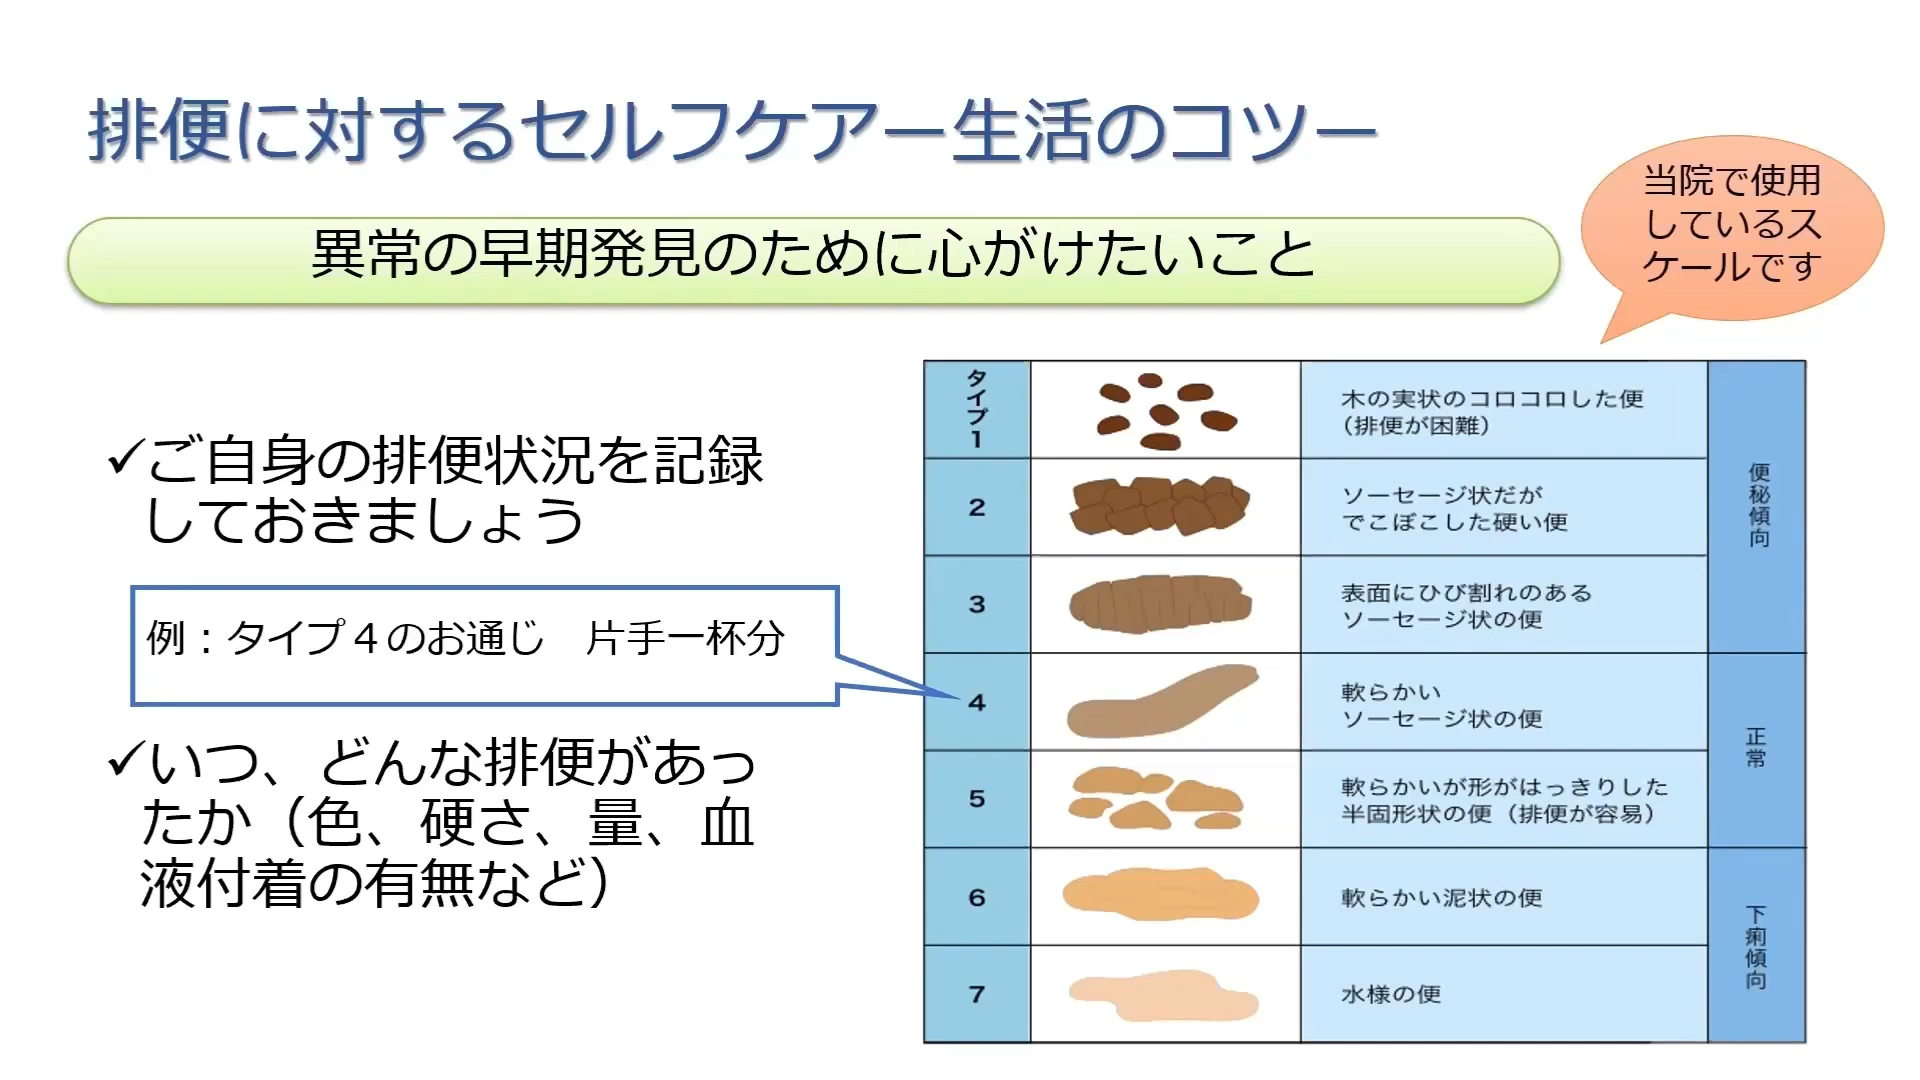 排便に対するセルフケアー生活のコツー
当院で使用
しているス
ケールです
異常の早期発見のために心がけたいこと
✓ご自身の排便状況を記録
しておきましょう
例：タイプ４のお通じ　片手一杯分
✓いつ、どんな排便があっ
たか（色、硬さ、量、血
液付着の有無など）
タイプ1
木の実状のコロコロした便
（排便が困難）
2
ソーセージ状だが
でこぼこした硬い便
3
表面にひび割れのある
ソーセージ状の便
便秘傾向
4
軟らかい
ソーセージ状の便
5
軟らかいが形がはっきりした
半固形状の便（排便が容易）
正常
6
軟らかい泥状の便
7
水様の便
下痢傾向